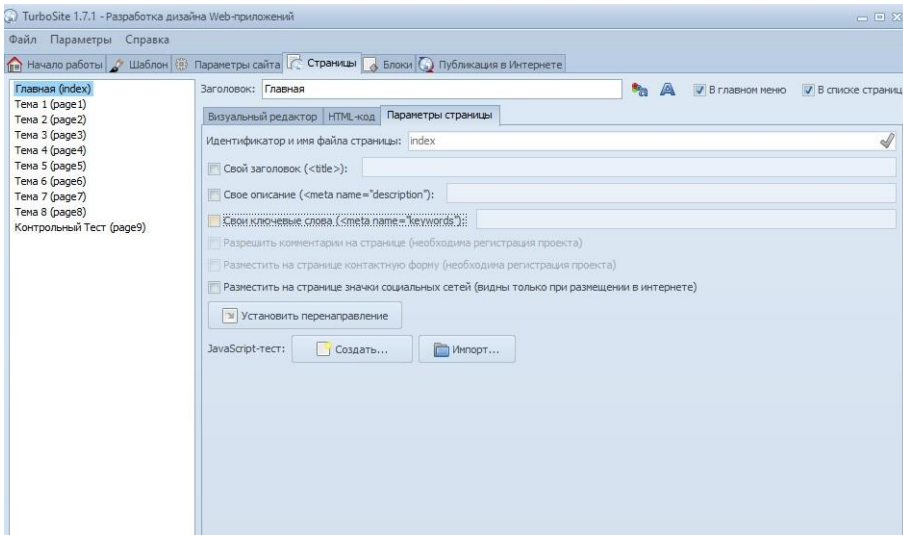 TurboSite 1.7.1 - Разработка дизайна Web-приложений
Файл Параметры Справка
Начало работы Шаблон Параметры сайта Страницы Блоки Публикация в Интернете
Главная (index)
Тема 1 (page1)
Тема 2 (page2)
Тема 3 (page3)
Тема 4 (page4)
Тема 5 (page5)
Тема 6 (page6)
Тема 7 (page7)
Тема 8 (page8)
Контрольный Тест (page9)
Заголовок: Главная В главном меню В списке страниц
Визуальный редактор HTML-код Параметры страницы
Идентификатор и имя файла страницы: index
Свой заголовок (<title>):
Свое описание (<meta name="description"):
Свои ключевые слова (<meta name="keywords"):
Разрешить комментарии на странице (необходима регистрация проекта)
Разместить на странице контактную форму (необходима регистрация проекта)
Разместить на странице значки социальных сетей (видны только при размещении в интернете)
Установить перенаправление
JavaScript-тест: Создать... Импорт...